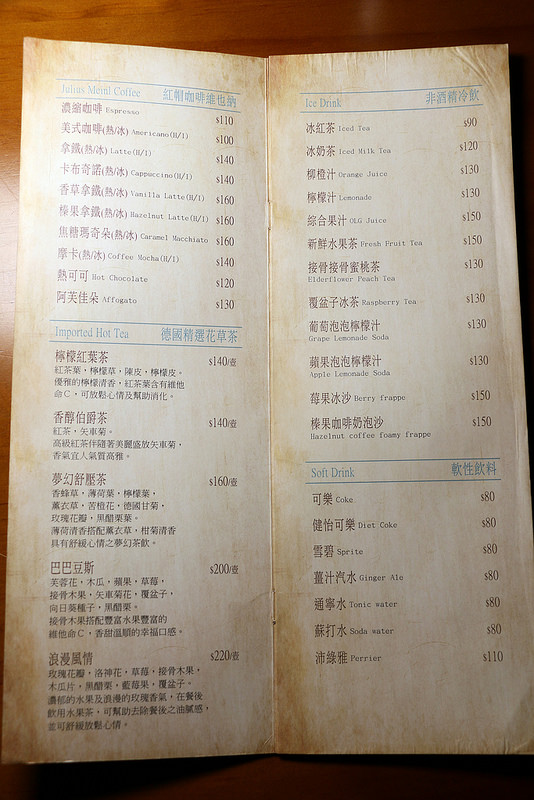 Julius Meinl Coffee 紅帽咖啡維也納
濃縮咖啡 Espresso $110
美式咖啡(熱/冰) Americano(H/I) $100
拿鐵(熱/冰) Latte(H/I) $140
卡布奇諾(熱/冰) Cappuccino(H/I) $140
香草拿鐵(熱/冰) Vanilla Latte(H/I) $160
榛果拿鐵(熱/冰) Hazelnut Latte(H/I) $160
焦糖瑪奇朵(熱/冰) Caramel Macchiato $160
摩卡(熱/冰) Coffee Mocha(H/I) $140
熱可可 Hot Chocolate $120
阿芙佳朵 Affogato $130
Imported Hot Tea 德國精選花草茶
檸檬紅葉茶 $140/壺
紅茶葉，檸檬草，陳皮，檸檬皮。
優雅的檸檬清香，紅茶葉含有維他
命C，可放鬆心情及幫助消化。
香醇伯爵茶 $140/壺
紅茶，矢車菊。
高級紅茶伴隨著美麗盛放矢車菊，
香氣宜人氣質高雅。
夢幻舒壓茶 $160/壺
香蜂草，薄荷葉，檸檬葉，
薰衣草，苦橙花，德國甘菊，
玫瑰花瓣，黑醋栗葉。
薄荷清香搭配薰衣草，柑菊清香
具有舒緩心情之夢幻茶飲。
巴巴豆斯 $200/壺
芙蓉花，木瓜，蘋果，草莓，
接骨木果，矢車菊花，覆盆子，
向日葵種子，黑醋栗。
接骨木果搭配豐富水果豐富的
維他命C，香甜溫順的幸福口感。
浪漫風情 $220/壺
玫瑰花瓣，洛神花，草莓，接骨木果，
木瓜片，黑醋栗，藍莓果，覆盆子。
濃郁的水果及浪漫的玫瑰香氣，在餐後
飲用水果茶，可幫助去除餐後之油膩感，
並可舒緩放鬆心情。
Ice Drink 非酒精冷飲
冰紅茶 Iced Tea $90
冰奶茶 Iced Milk Tea $120
柳橙汁 Orange Juice $130
檸檬汁 Lemonade $130
綜合果汁 OLG Juice $150
新鮮水果茶 Fresh Fruit Tea $150
接骨接骨蜜桃茶 $130
Elderflower Peach Tea
覆盆子冰茶 Raspberry Tea $130
葡萄泡泡檸檬汁 $130
Grape Lemonade Soda
蘋果泡泡檸檬汁 $130
Apple Lemonade Soda
莓果冰沙 Berry frappe $150
榛果咖啡奶泡沙 $150
Hazelnut coffee foamy frappe
Soft Drink 軟性飲料
可樂 Coke $80
健怡可樂 Diet Coke $80
雪碧 Sprite $80
薑汁汽水 Ginger Ale $80
通寧水 Tonic water $80
蘇打水 Soda water $80
沛綠雅 Perrier $110